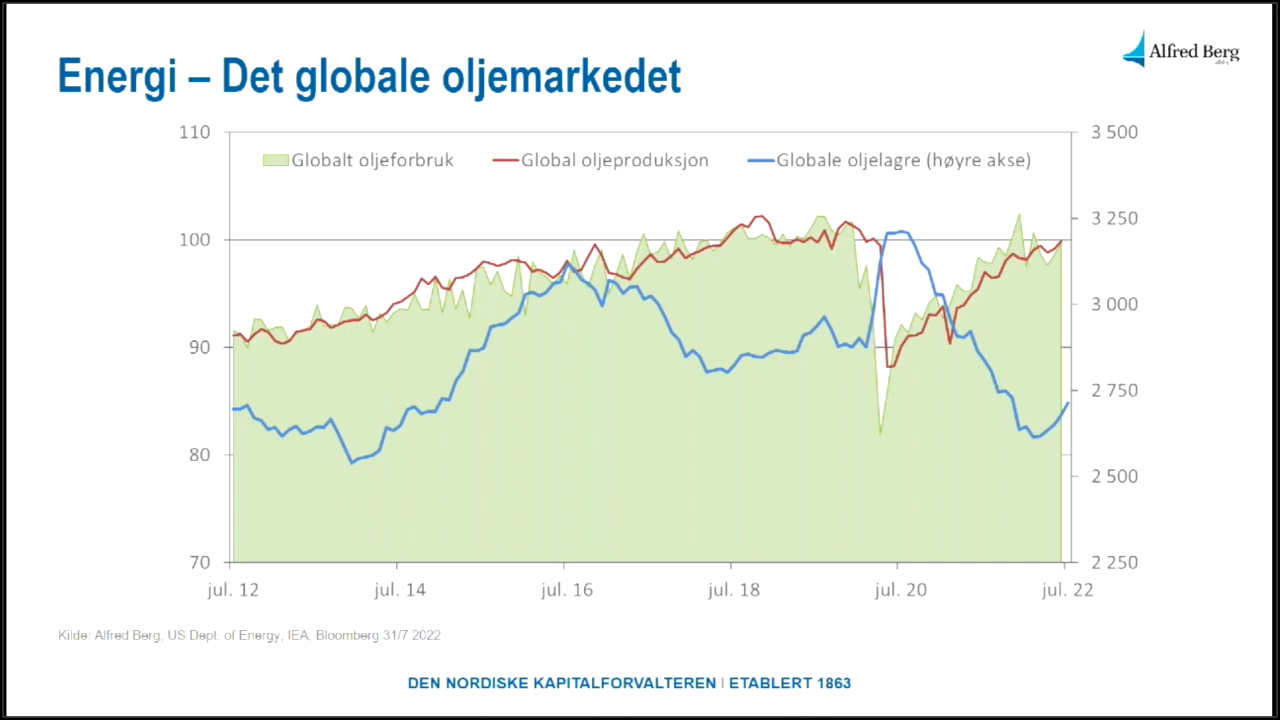 Energi – Det globale oljemarkedet
Alfred Berg
110
3 500
Globalt oljeforbruk
Global oljeproduksjon
Globale oljelagre (høyre akse)
3 250
100
3 000
90
2 750
80
2 500
70
2 250
jul. 12
jul. 14
jul. 16
jul. 18
jul. 20
jul. 22
Kilde: Alfred Berg, US Dept. of Energy, IEA, Bloomberg 31/7 2022
DEN NORDISKE KAPITALFORVALTEREN | ETABLERT 1863